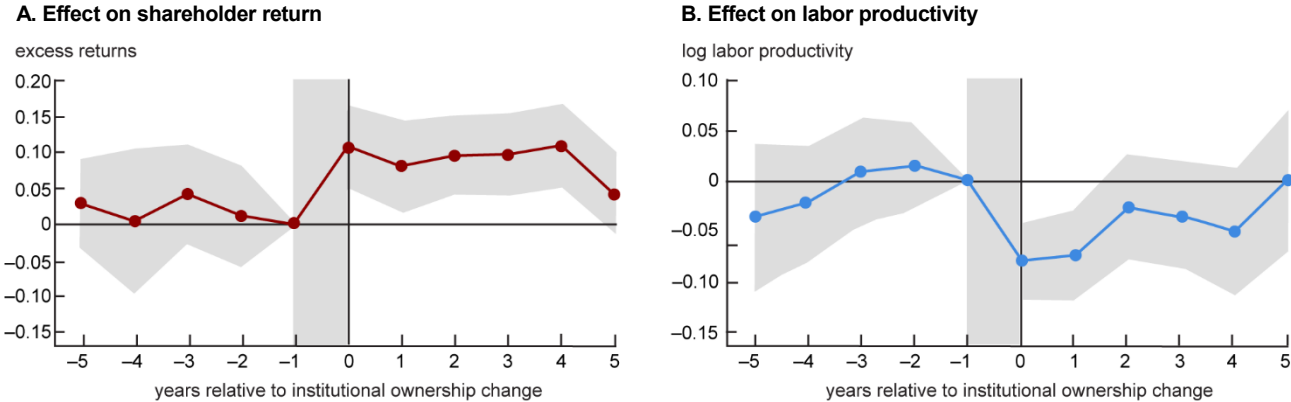 A. Effect on shareholder return
excess returns
0.20
0.15
0.10
0.05
0
–0.05
–0.10
–0.15
–5 –4 –3 –2 –1 0 1 2 3 4 5
years relative to institutional ownership change
B. Effect on labor productivity
log labor productivity
0.10
0.05
0
–0.05
–0.10
–0.15
–5 –4 –3 –2 –1 0 1 2 3 4 5
years relative to institutional ownership change